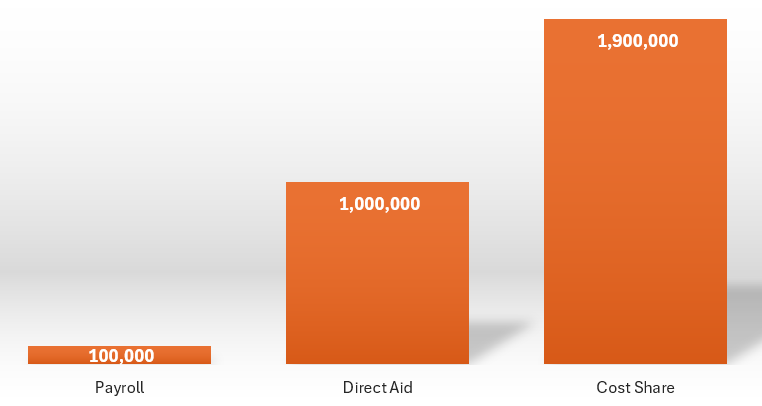 1,900,000
1,000,000
100,000
Payroll
Direct Aid
Cost Share